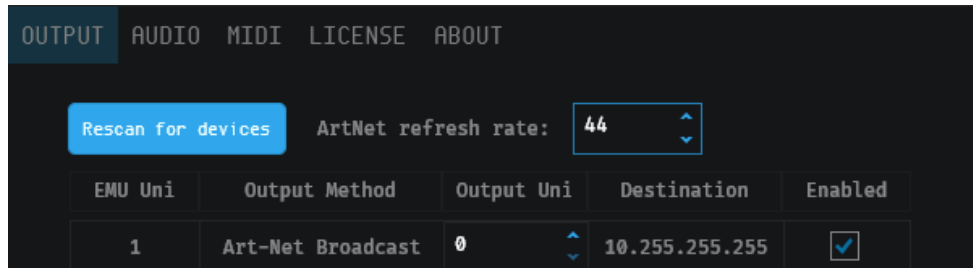 OUTPUT AUDIO MIDI LICENSE ABOUT
Rescan for devices ArtNet refresh rate: 44
EMU Uni Output Method Output Uni Destination Enabled
1 Art-Net Broadcast 0 10.255.255.255